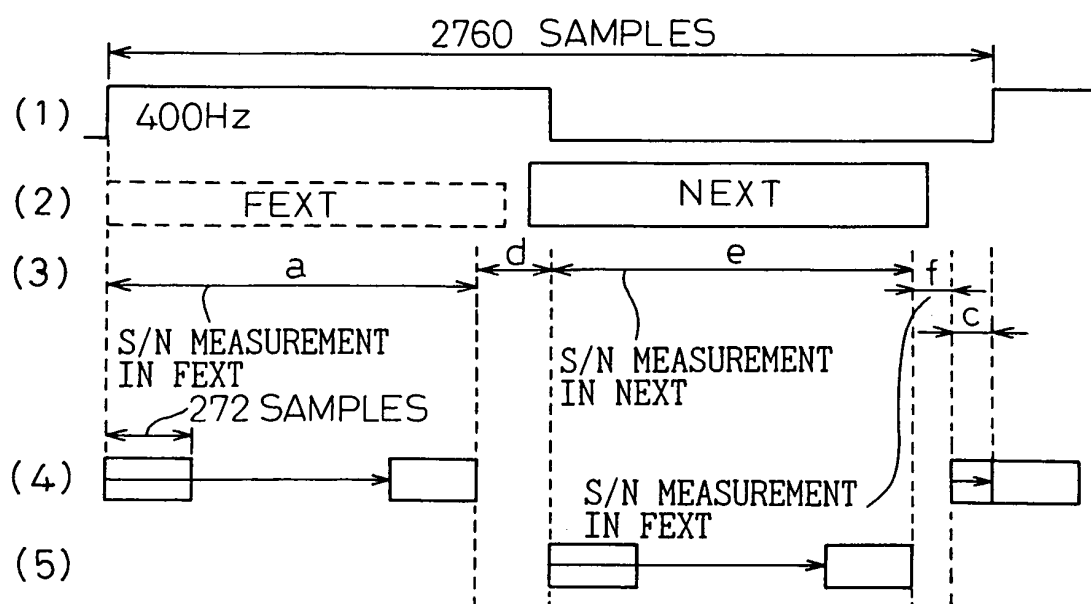 2760 SAMPLES
(1) 400Hz
(2) FEXT NEXT
(3) a d e f c
S/N MEASUREMENT
IN FEXT
S/N MEASUREMENT
IN NEXT
272 SAMPLES
(4)
S/N MEASUREMENT
IN FEXT
(5)